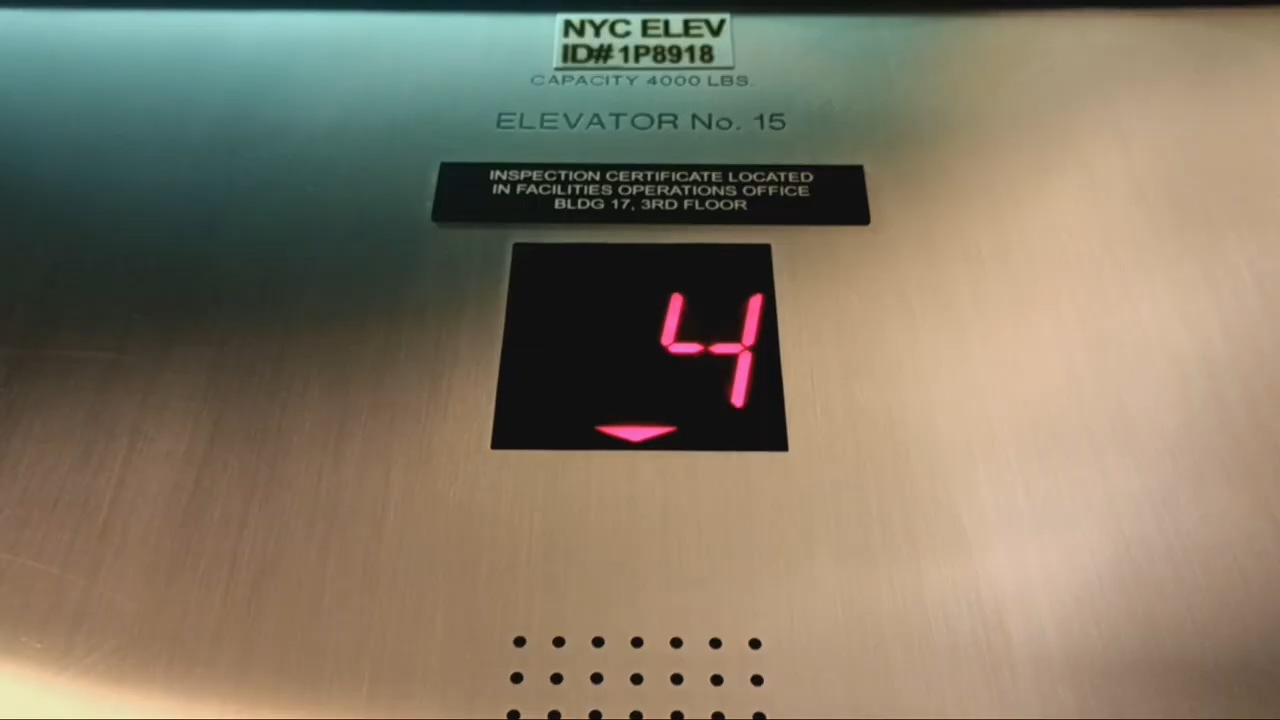 NYC ELEV
ID# 1P8918
CAPACITY 4000 LBS.
ELEVATOR No. 15
INSPECTION CERTIFICATE LOCATED
IN FACILITIES OPERATIONS OFFICE
BLDG 17, 3RD FLOOR
4